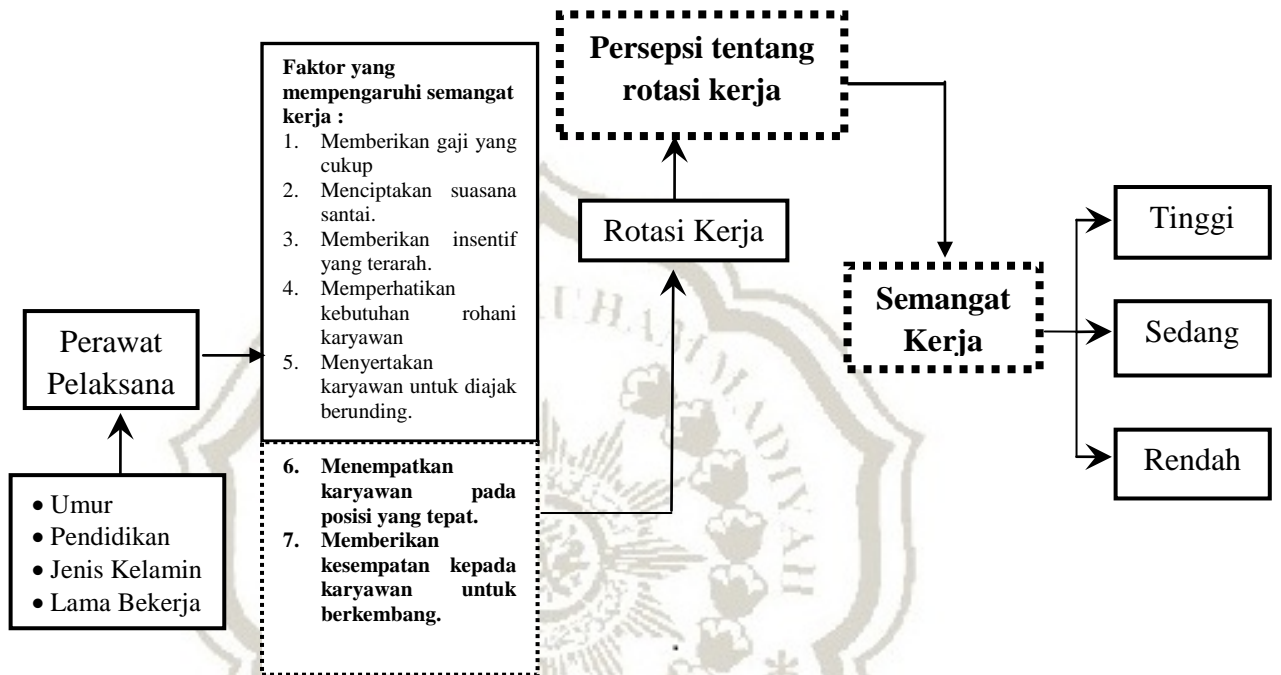 Persepsi tentang
rotasi kerja
Faktor yang
mempengaruhi semangat
kerja :
1. Memberikan gaji yang
cukup
2. Menciptakan suasana
santai.
3. Memberikan insentif
yang terarah.
4. Memperhatikan
kebutuhan rohani
karyawan
5. Menyertakan
karyawan untuk diajak
berunding.
6. Menempatkan
karyawan pada
posisi yang tepat.
7. Memberikan
kesempatan kepada
karyawan untuk
berkembang.
Rotasi Kerja
Perawat
Pelaksana
• Umur
• Pendidikan
• Jenis Kelamin
• Lama Bekerja
Semangat
Kerja
Tinggi
Sedang
Rendah